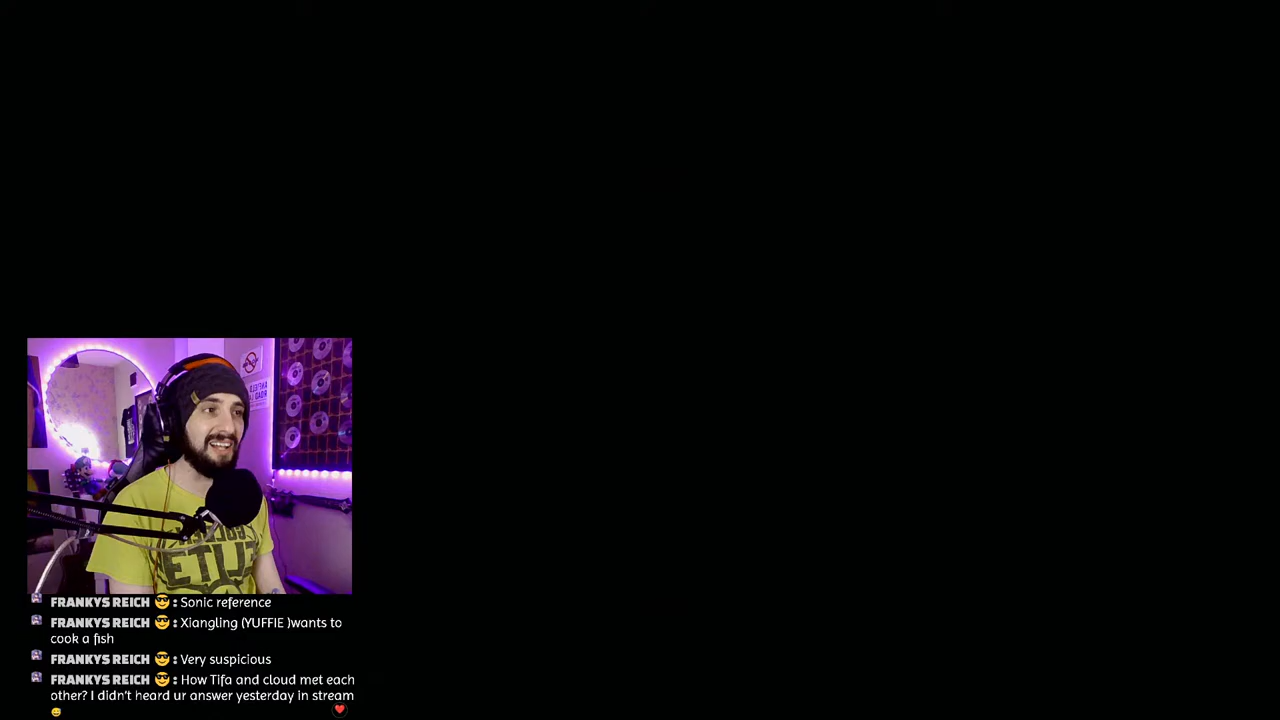 FRANKYS REICH 😎 : Sonic reference
FRANKYS REICH 😎 : Xiangling (YUFFIE )wants to
cook a fish
FRANKYS REICH 😎 : Very suspicious
FRANKYS REICH 😎 : How Tifa and cloud met each
other? I didn't heard ur answer yesterday in stream
😅